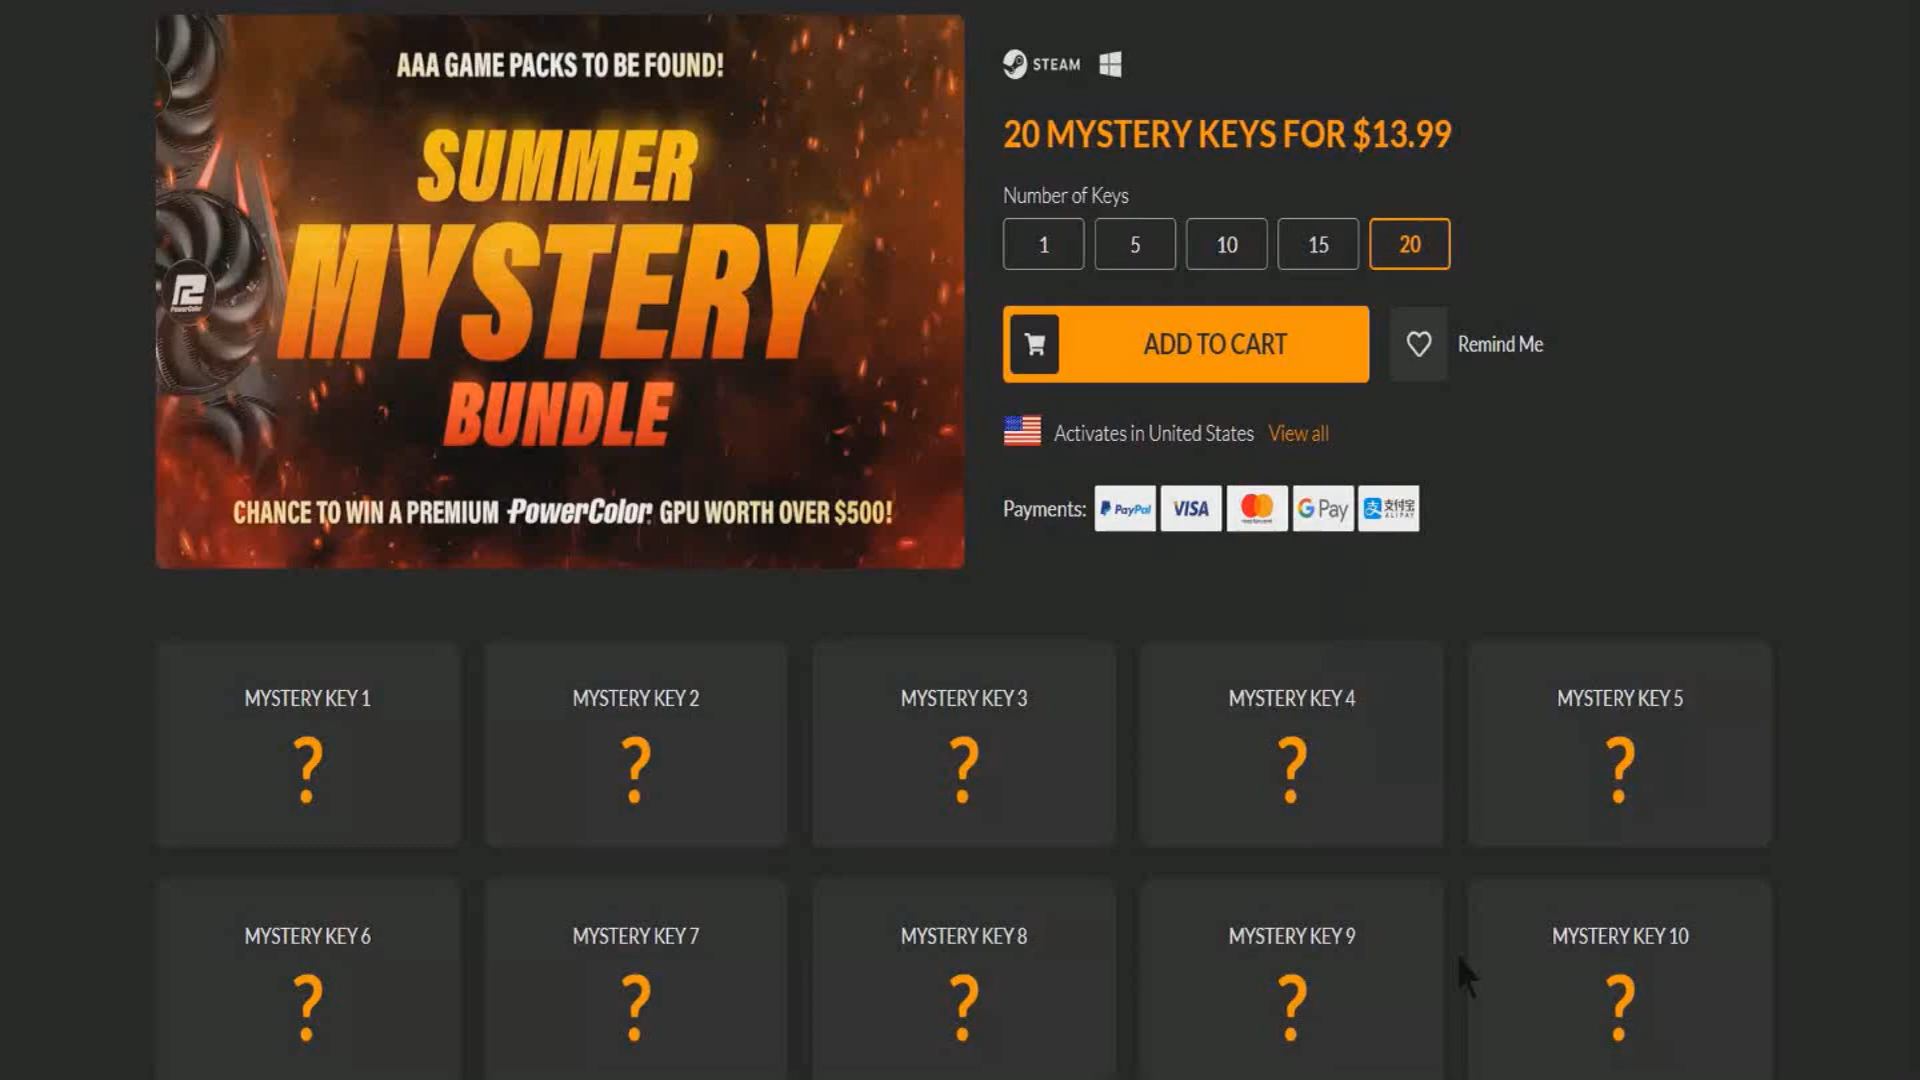 AAA GAME PACKS TO BE FOUND!
SUMMER
MYSTERY
BUNDLE
CHANCE TO WIN A PREMIUM PowerColor GPU WORTH OVER $500!
PowerColor
STEAM
20 MYSTERY KEYS FOR $13.99
Number of Keys
1 5 10 15 20
ADD TO CART
Remind Me
Activates in United States View all
Payments: PayPal VISA mastercard G Pay 支付宝 ALIPAY
MYSTERY KEY 1 MYSTERY KEY 2 MYSTERY KEY 3 MYSTERY KEY 4 MYSTERY KEY 5
? ? ? ? ?
MYSTERY KEY 6 MYSTERY KEY 7 MYSTERY KEY 8 MYSTERY KEY 9 MYSTERY KEY 10
? ? ? ? ?